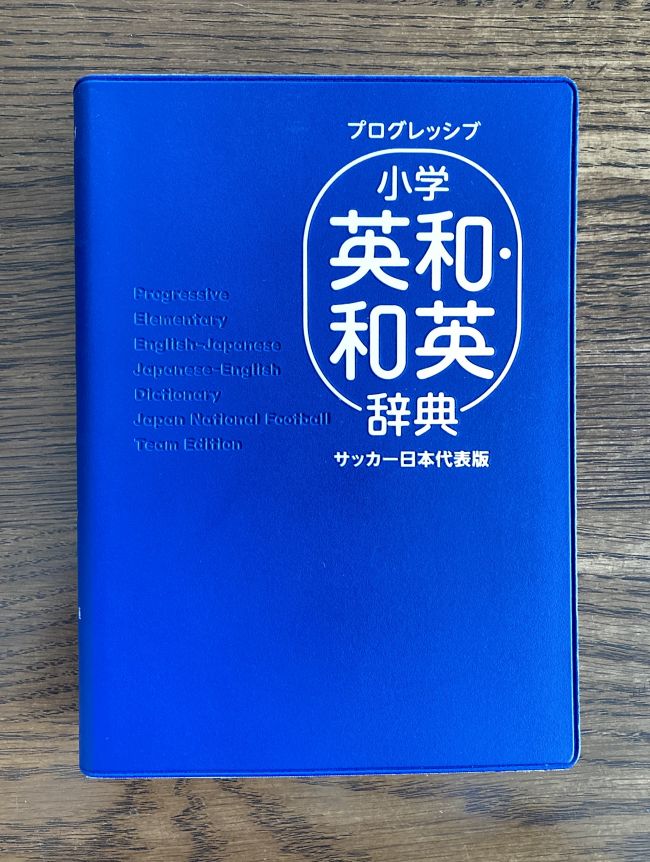 プログレッシブ
小学
英和・
和英
辞典
サッカー日本代表版
Progressive
Elementary
English-Japanese
Japanese-English
Dictionary
Japan National Football
Team Edition